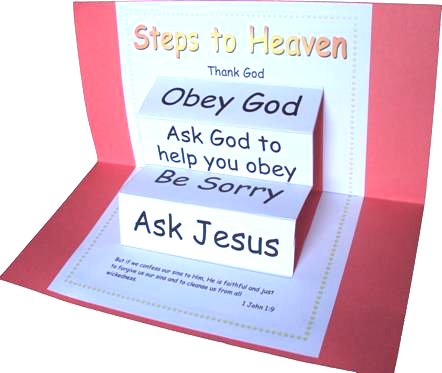 Steps to Heaven
Thank God
Obey God
Ask God to
help you obey
Be Sorry
Ask Jesus
But if we confess our sins to Him, He is faithful and just
to forgive us our sins and to cleanse us from all
wickedness.
1 John 1:9